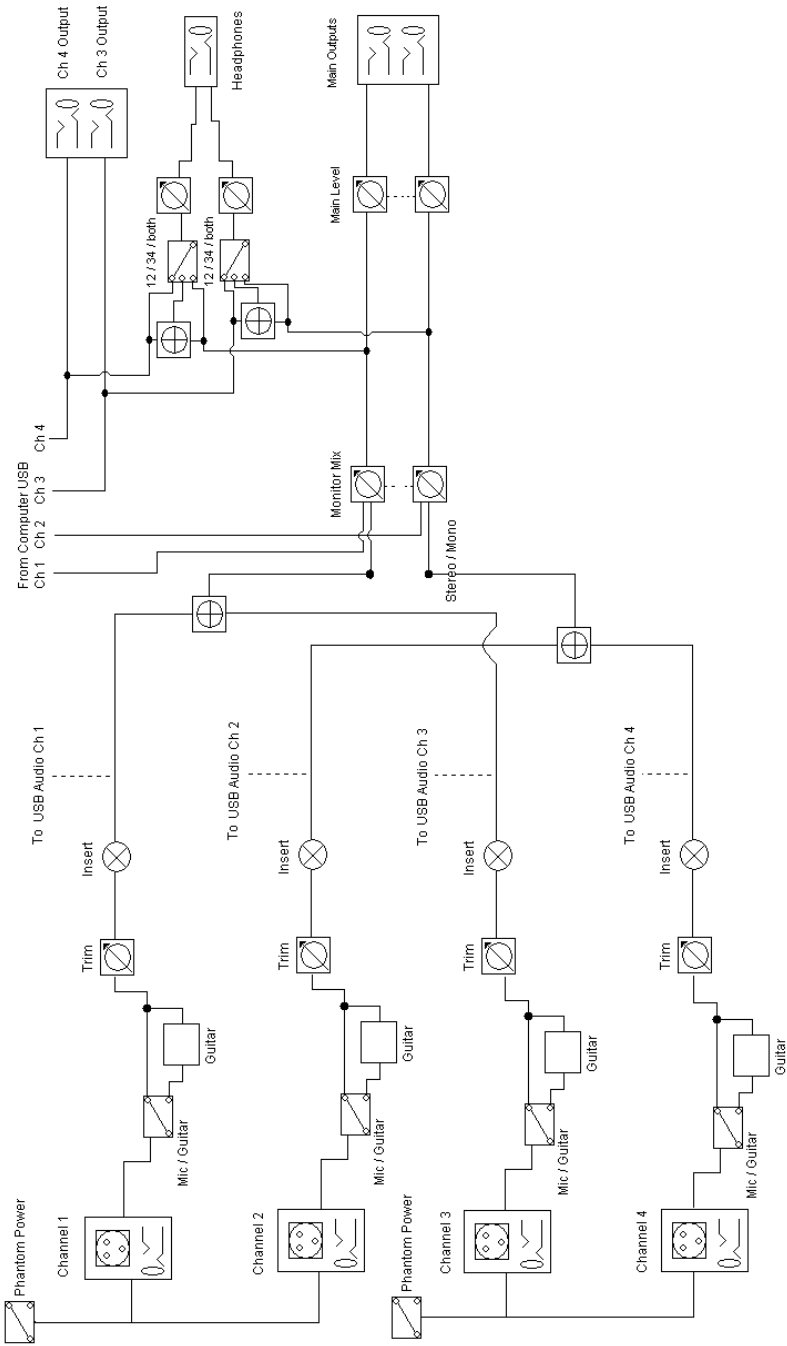 Phantom Power
Channel 1
Mic / Guitar
Guitar
Trim
Insert
To USB Audio Ch 1
Channel 2
Mic / Guitar
Guitar
Trim
Insert
To USB Audio Ch 2
Phantom Power
Channel 3
Mic / Guitar
Guitar
Trim
Insert
To USB Audio Ch 3
Channel 4
Mic / Guitar
Guitar
Trim
Insert
To USB Audio Ch 4
From Computer USB
Ch 1
Ch 2
Ch 3
Ch 4
Stereo / Mono
Monitor Mix
12 / 34 / both
12 / 34 / both
Main Level
Ch 4 Output
Ch 3 Output
Headphones
Main Outputs